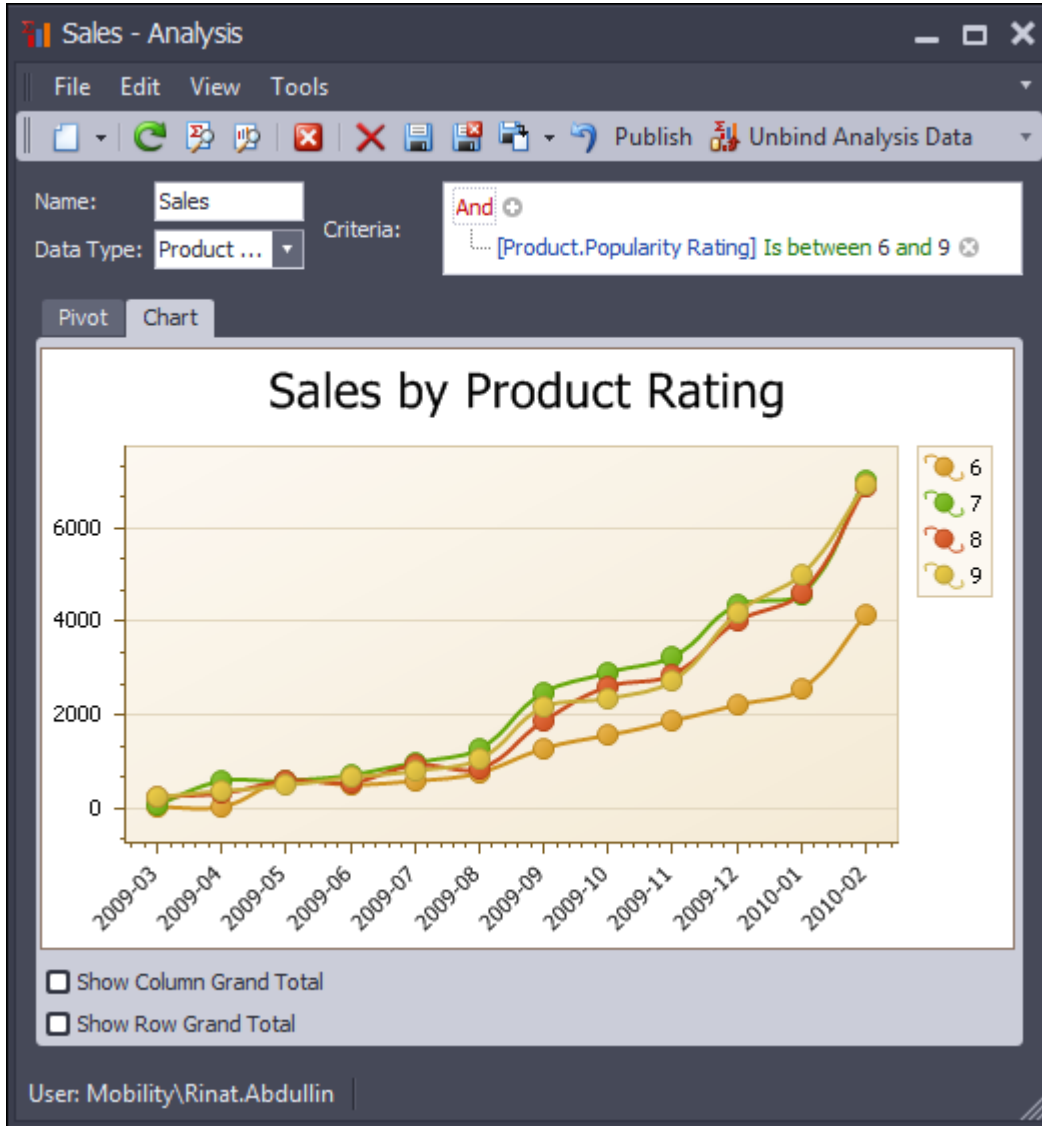 Sales - Analysis
File Edit View Tools
Publish Unbind Analysis Data
Name: Sales
Data Type: Product ...
Criteria:
And
[Product.Popularity Rating] Is between 6 and 9
Pivot Chart
Sales by Product Rating
6000
4000
2000
0
2009-03 2009-04 2009-05 2009-06 2009-07 2009-08 2009-09 2009-10 2009-11 2009-12 2010-01 2010-02
6
7
8
9
Show Column Grand Total
Show Row Grand Total
User: Mobility\Rinat.Abdullin